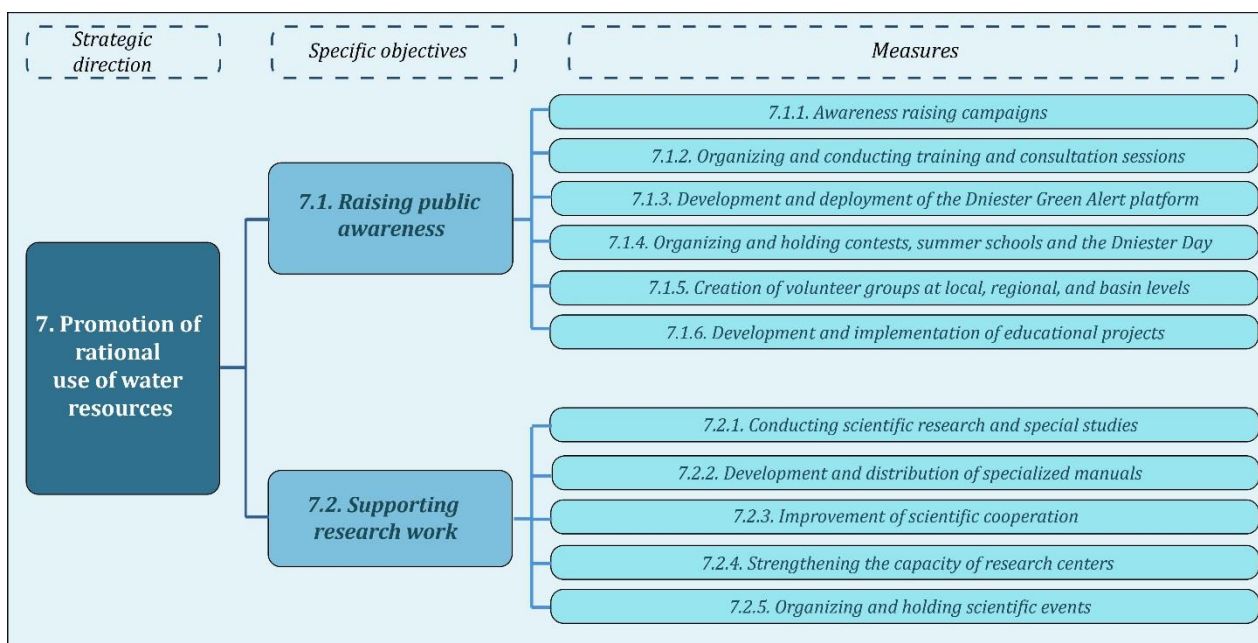 Strategic
direction
Specific objectives
Measures
7. Promotion of
rational
use of water
resources
7.1. Raising public
awareness
7.1.1. Awareness raising campaigns
7.1.2. Organizing and conducting training and consultation sessions
7.1.3. Development and deployment of the Dniester Green Alert platform
7.1.4. Organizing and holding contests, summer schools and the Dniester Day
7.1.5. Creation of volunteer groups at local, regional, and basin levels
7.1.6. Development and implementation of educational projects
7.2. Supporting
research work
7.2.1. Conducting scientific research and special studies
7.2.2. Development and distribution of specialized manuals
7.2.3. Improvement of scientific cooperation
7.2.4. Strengthening the capacity of research centers
7.2.5. Organizing and holding scientific events